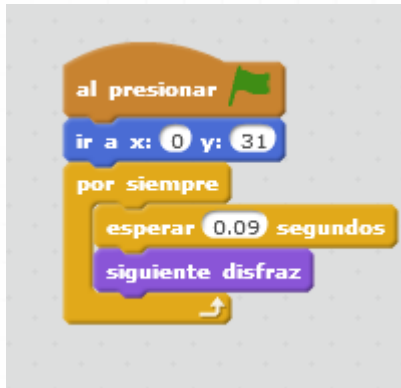 al presionar
ir a x: 0 y: 31
por siempre
esperar 0.09 segundos
siguiente disfraz